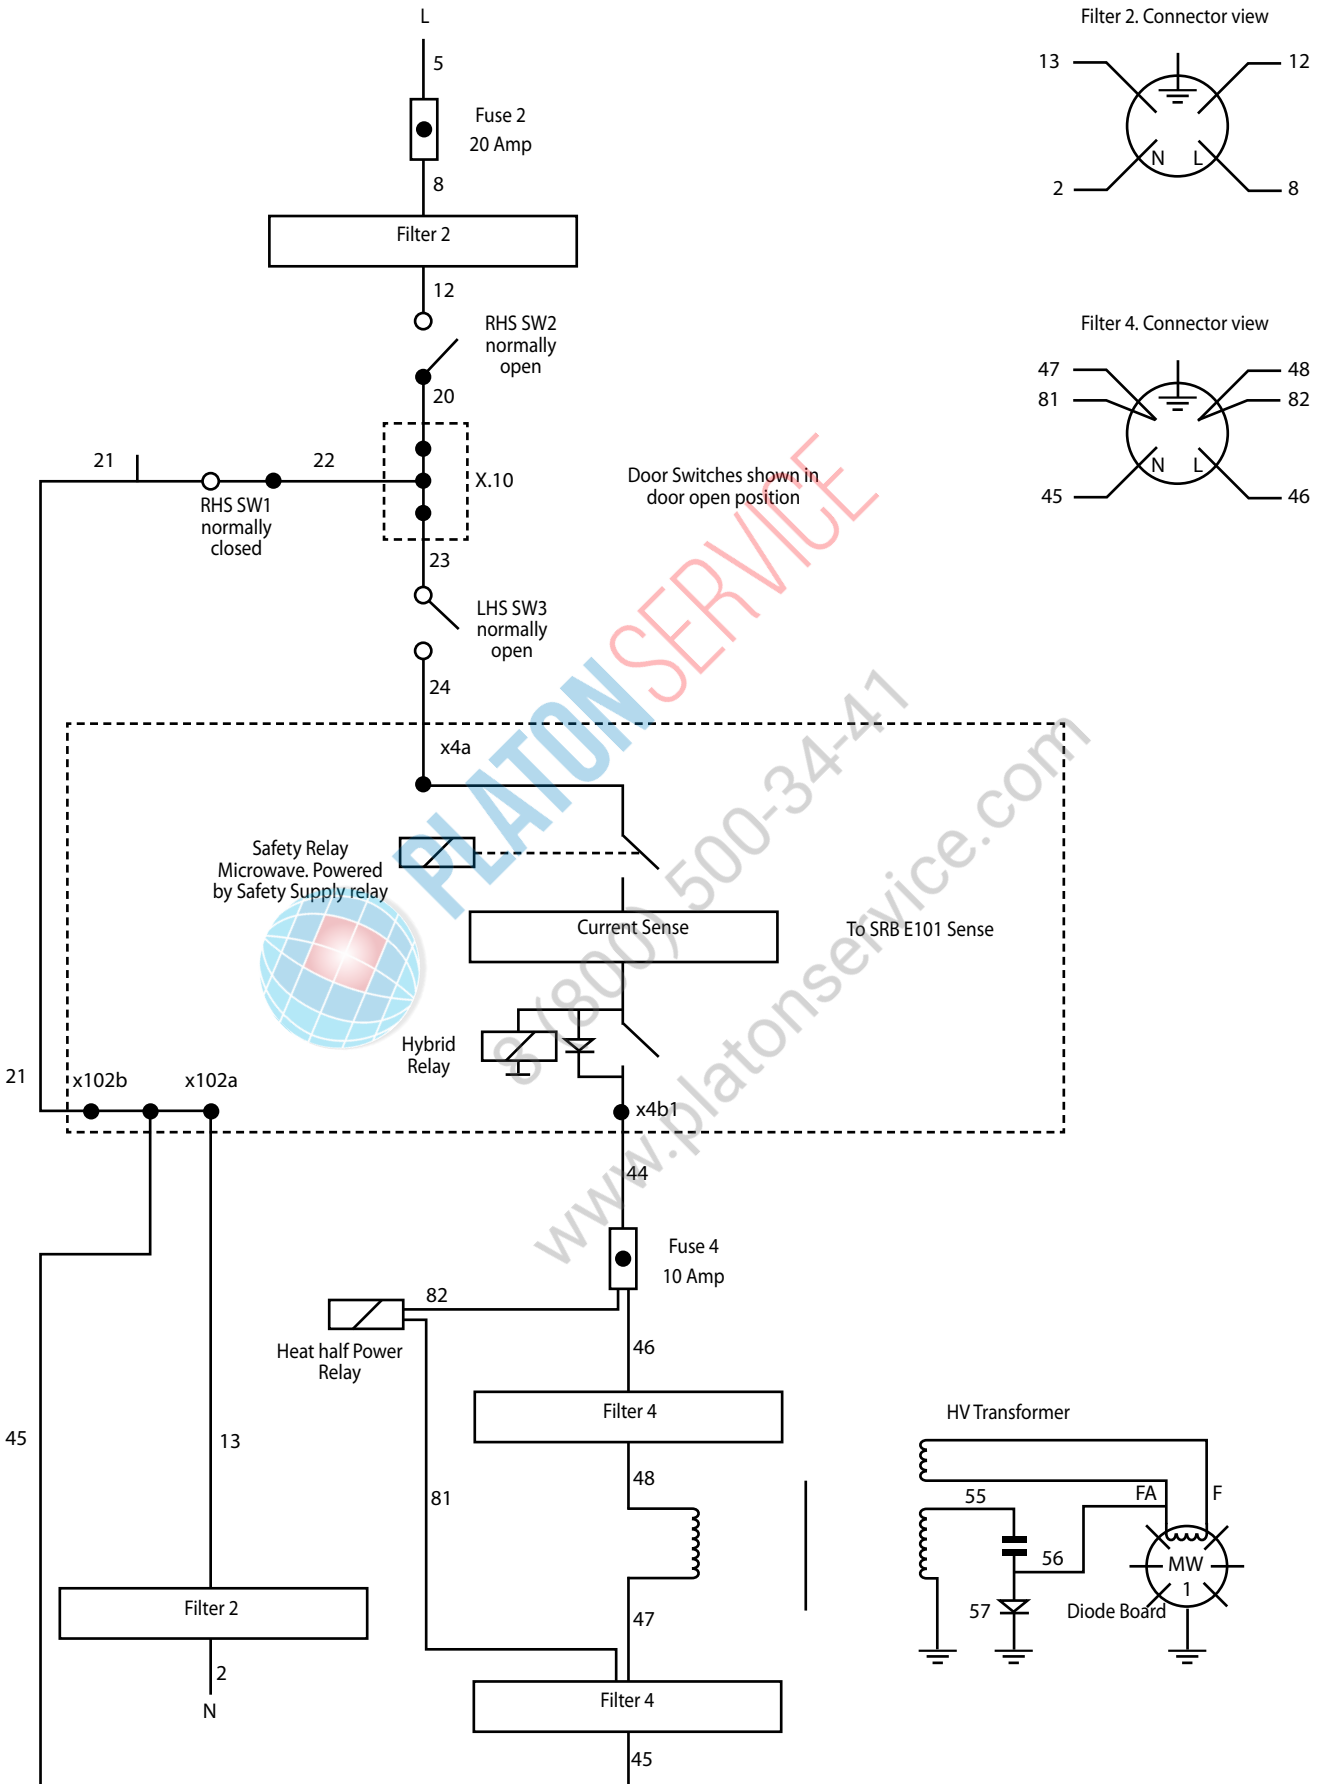 L
Filter 2. Connector view
5
13
12
Fuse 2
20 Amp
N
L
8
2
8
Filter 2
12
RHS SW2
normally
open
Filter 4. Connector view
47
48
20
81
82
21
22
X.10
Door Switches shown in
door open position
N
L
45
46
RHS SW1
normally
closed
23
LHS SW3
normally
open
24
x4a
PLATONSERVICE
8 (800) 500-34-41
www.platonservice.com
Safety Relay
Microwave. Powered
by Safety Supply relay
Current Sense
To SRB E101 Sense
Hybrid
Relay
21
x102b
x102a
x4b1
44
Fuse 4
10 Amp
82
Heat half Power
Relay
46
Filter 4
HV Transformer
45
13
48
81
55
FA
F
56
MW
1
57
Diode Board
Filter 2
47
2
N
Filter 4
45